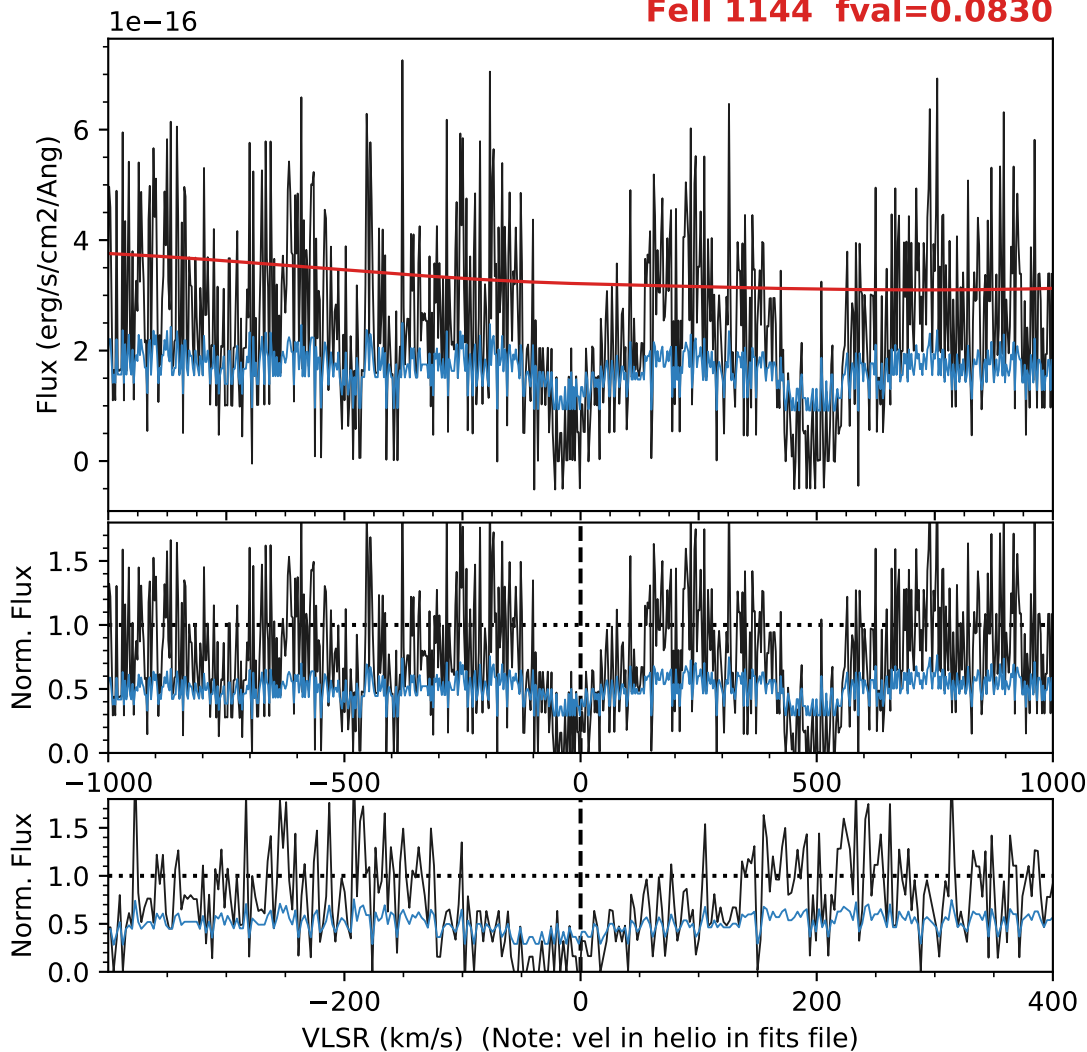 FeII 1144 fval=0.0830
1e−16
6
4
2
0
Flux (erg/s/cm2/Ang)
1.5
1.0
0.5
0.0
Norm. Flux
−1000 −500 0 500 1000
1.5
1.0
0.5
0.0
Norm. Flux
−200 0 200 400
VLSR (km/s) (Note: vel in helio in fits file)